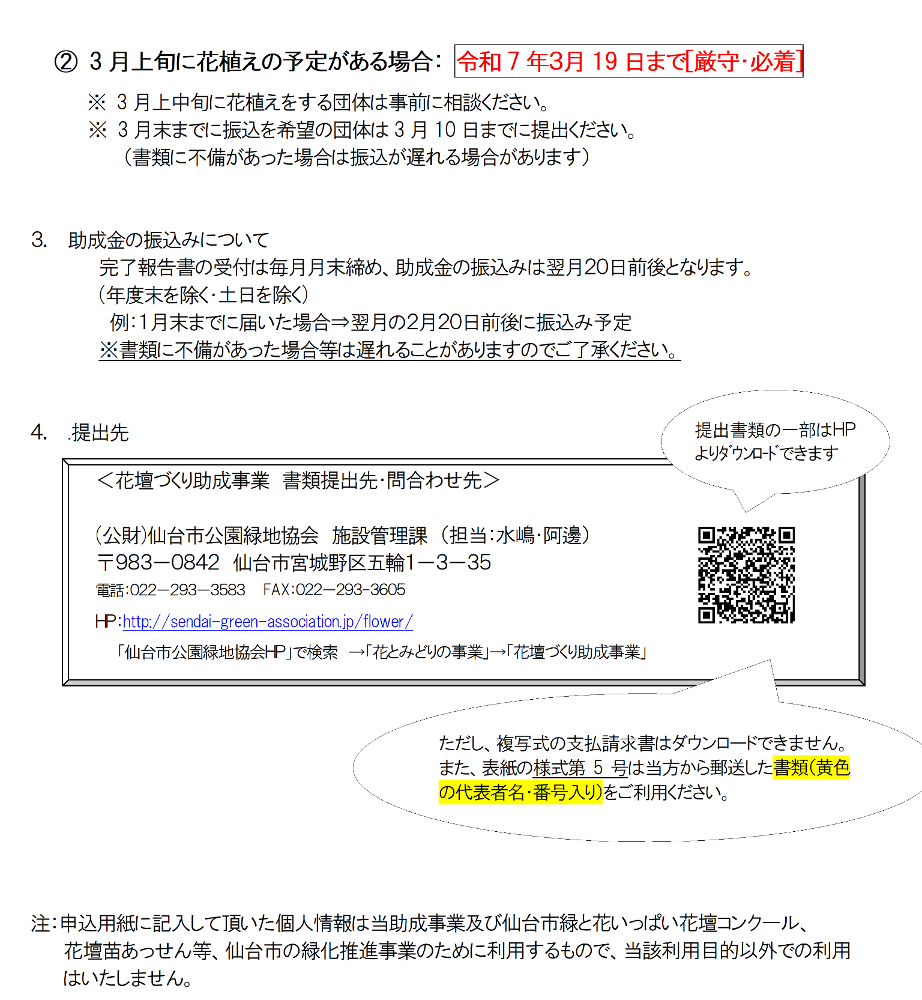 ② 3月上旬に花植えの予定がある場合： 令和7年3月19日まで[厳守・必着]
※ 3月上中旬に花植えをする団体は事前に相談ください。
※ 3月末までに振込を希望の団体は3月10日までに提出ください。
（書類に不備があった場合は振込が遅れる場合があります）
3. 助成金の振込みについて
完了報告書の受付は毎月月末締め、助成金の振込みは翌月20日前後となります。
（年度末を除く・土日を除く）
例：1月末までに届いた場合⇒翌月の2月20日前後に振込み予定
※書類に不備があった場合等は遅れることがありますのでご了承ください。
4. .提出先
提出書類の一部はHP
よりﾀﾞｳﾝﾛｰﾄﾞできます
＜花壇づくり助成事業 書類提出先・問合わせ先＞
（公財）仙台市公園緑地協会 施設管理課 （担当：水嶋・阿邊）
〒983－0842 仙台市宮城野区五輪1－3－35
電話：022－293－3583 FAX：022－293-3605
HP：http://sendai-green-association.jp/flower/
「仙台市公園緑地協会HP」で検索 →「花とみどりの事業」→「花壇づくり助成事業」
ただし、複写式の支払請求書はダウンロードできません。
また、表紙の様式第 5 号は当方から郵送した書類（黄色
の代表者名・番号入り）をご利用ください。
注：申込用紙に記入して頂いた個人情報は当助成事業及び仙台市緑と花いっぱい花壇コンクール、
花壇苗あっせん等、仙台市の緑化推進事業のために利用するもので、当該利用目的以外での利用
はいたしません。